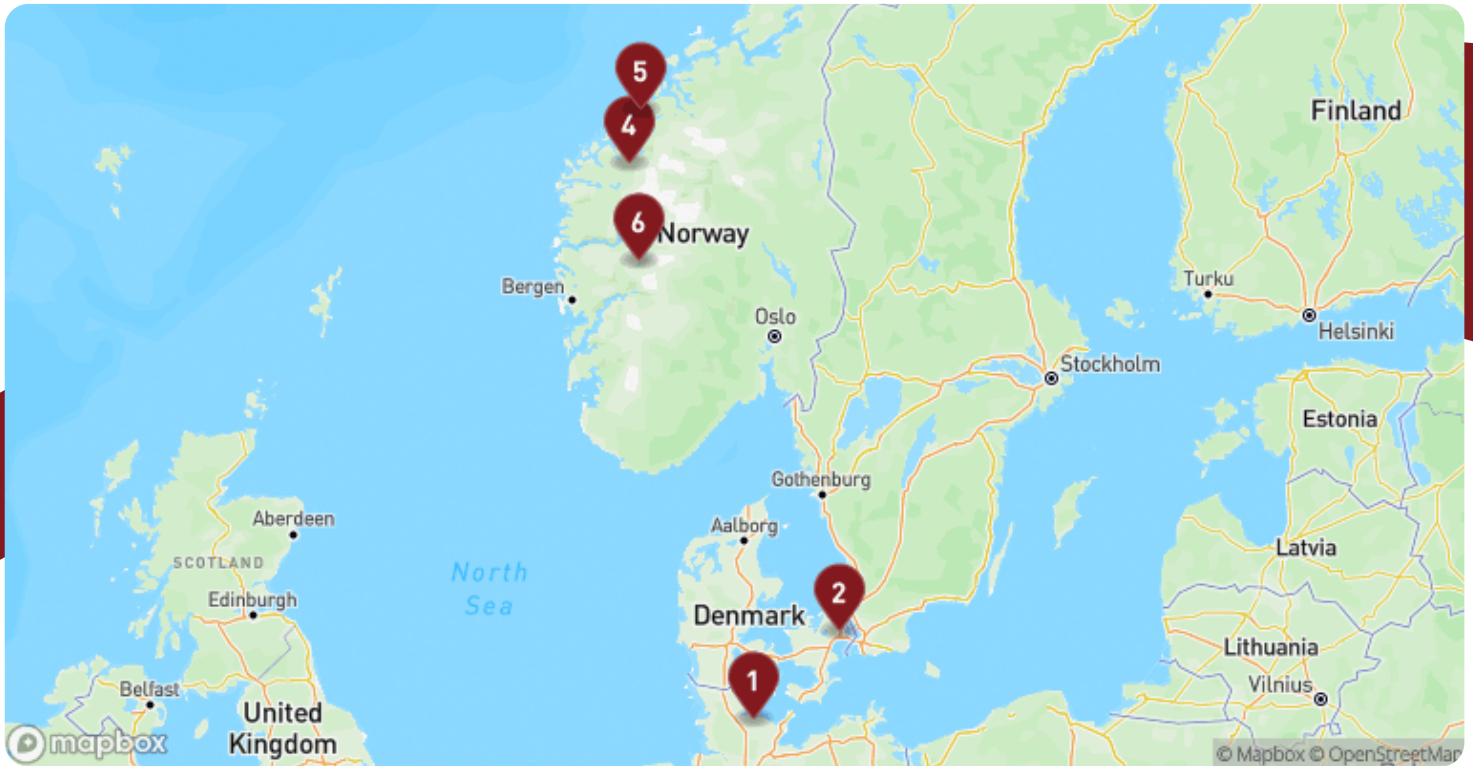 5
Finland
4
6
Norway
Turku
Bergen
Oslo
Helsinki
Stockholm
Estonia
Gothenburg
Aberdeen
Aalborg
Latvia
SCOTLAND
North
Sea
Edinburgh
2
Denmark
Lithuania
1
Vilnius
Belfast
United
Kingdom
mapbox
© Mapbox © OpenStreetMap